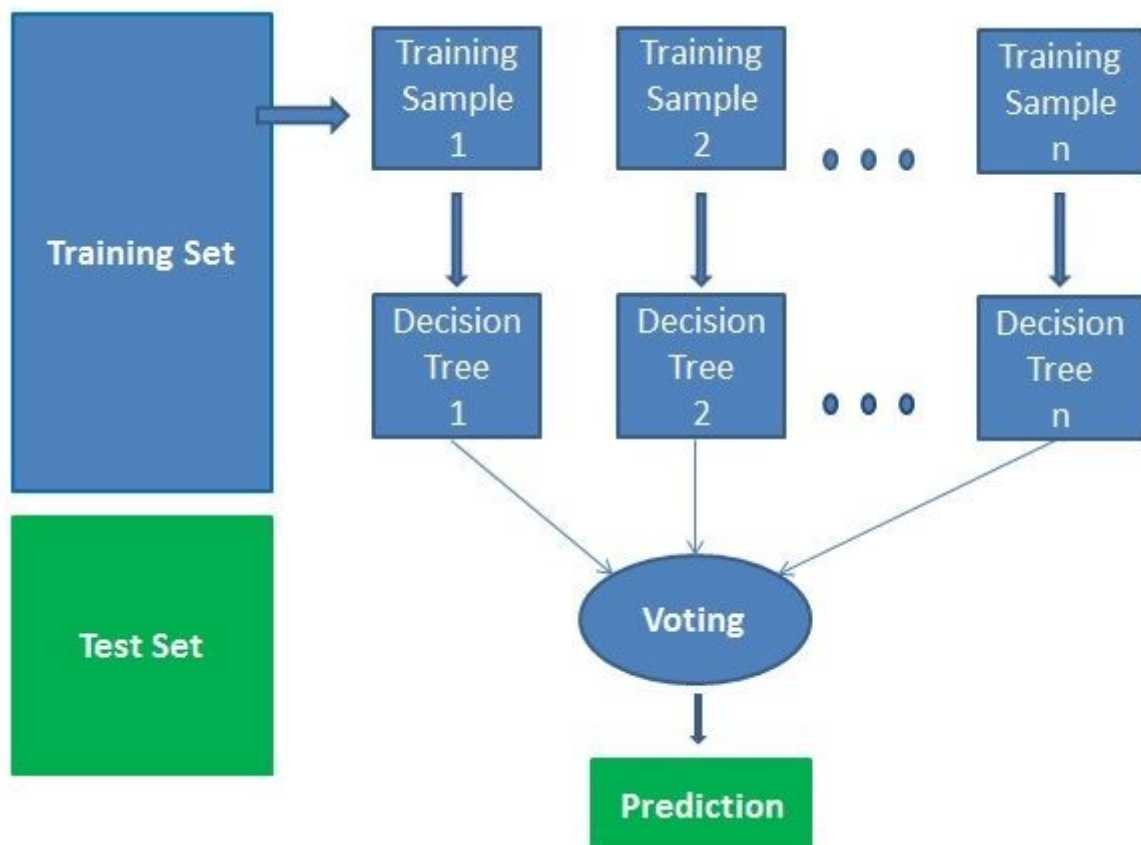 Training
Sample
1
Training
Sample
2
Training
Sample
n
Training Set
Decision
Tree
1
Decision
Tree
2
Decision
Tree
n
Test Set
Voting
Prediction